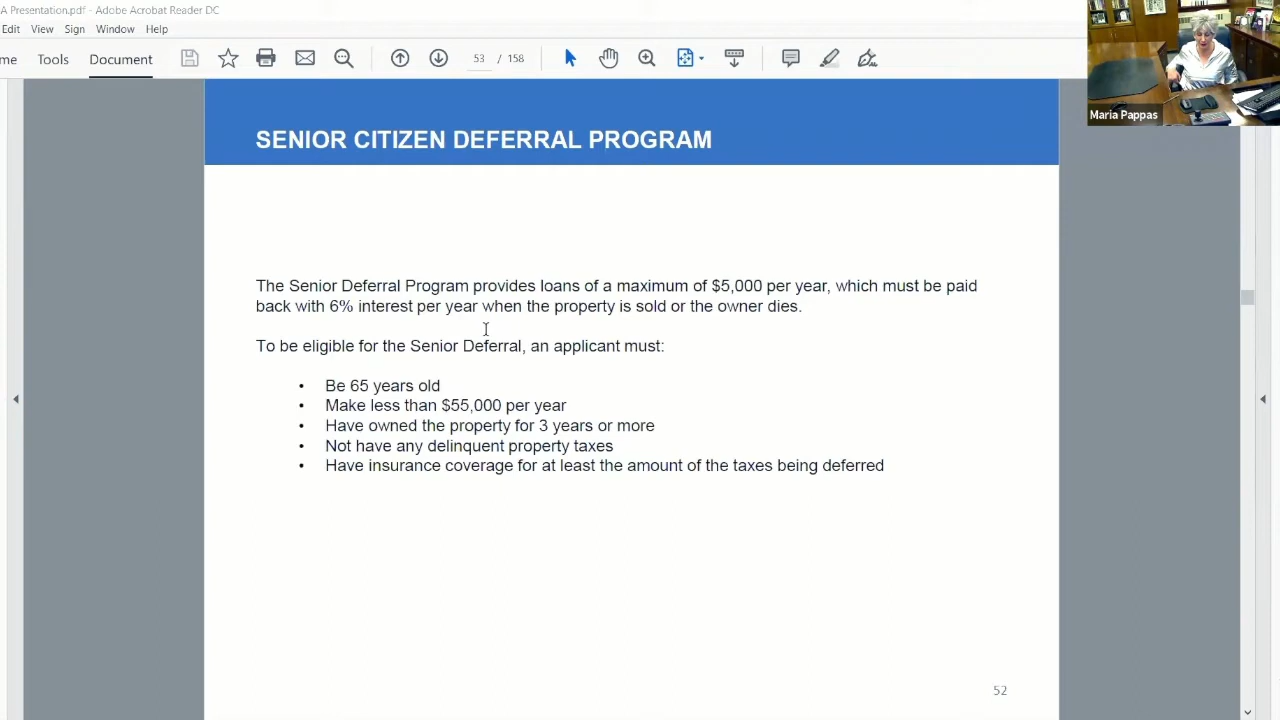 A Presentation.pdf - Adobe Acrobat Reader DC
Edit View Sign Window Help
me Tools Document 53 / 158
Maria Pappas
SENIOR CITIZEN DEFERRAL PROGRAM
The Senior Deferral Program provides loans of a maximum of $5,000 per year, which must be paid
back with 6% interest per year when the property is sold or the owner dies.
To be eligible for the Senior Deferral, an applicant must:
• Be 65 years old
• Make less than $55,000 per year
• Have owned the property for 3 years or more
• Not have any delinquent property taxes
• Have insurance coverage for at least the amount of the taxes being deferred
52